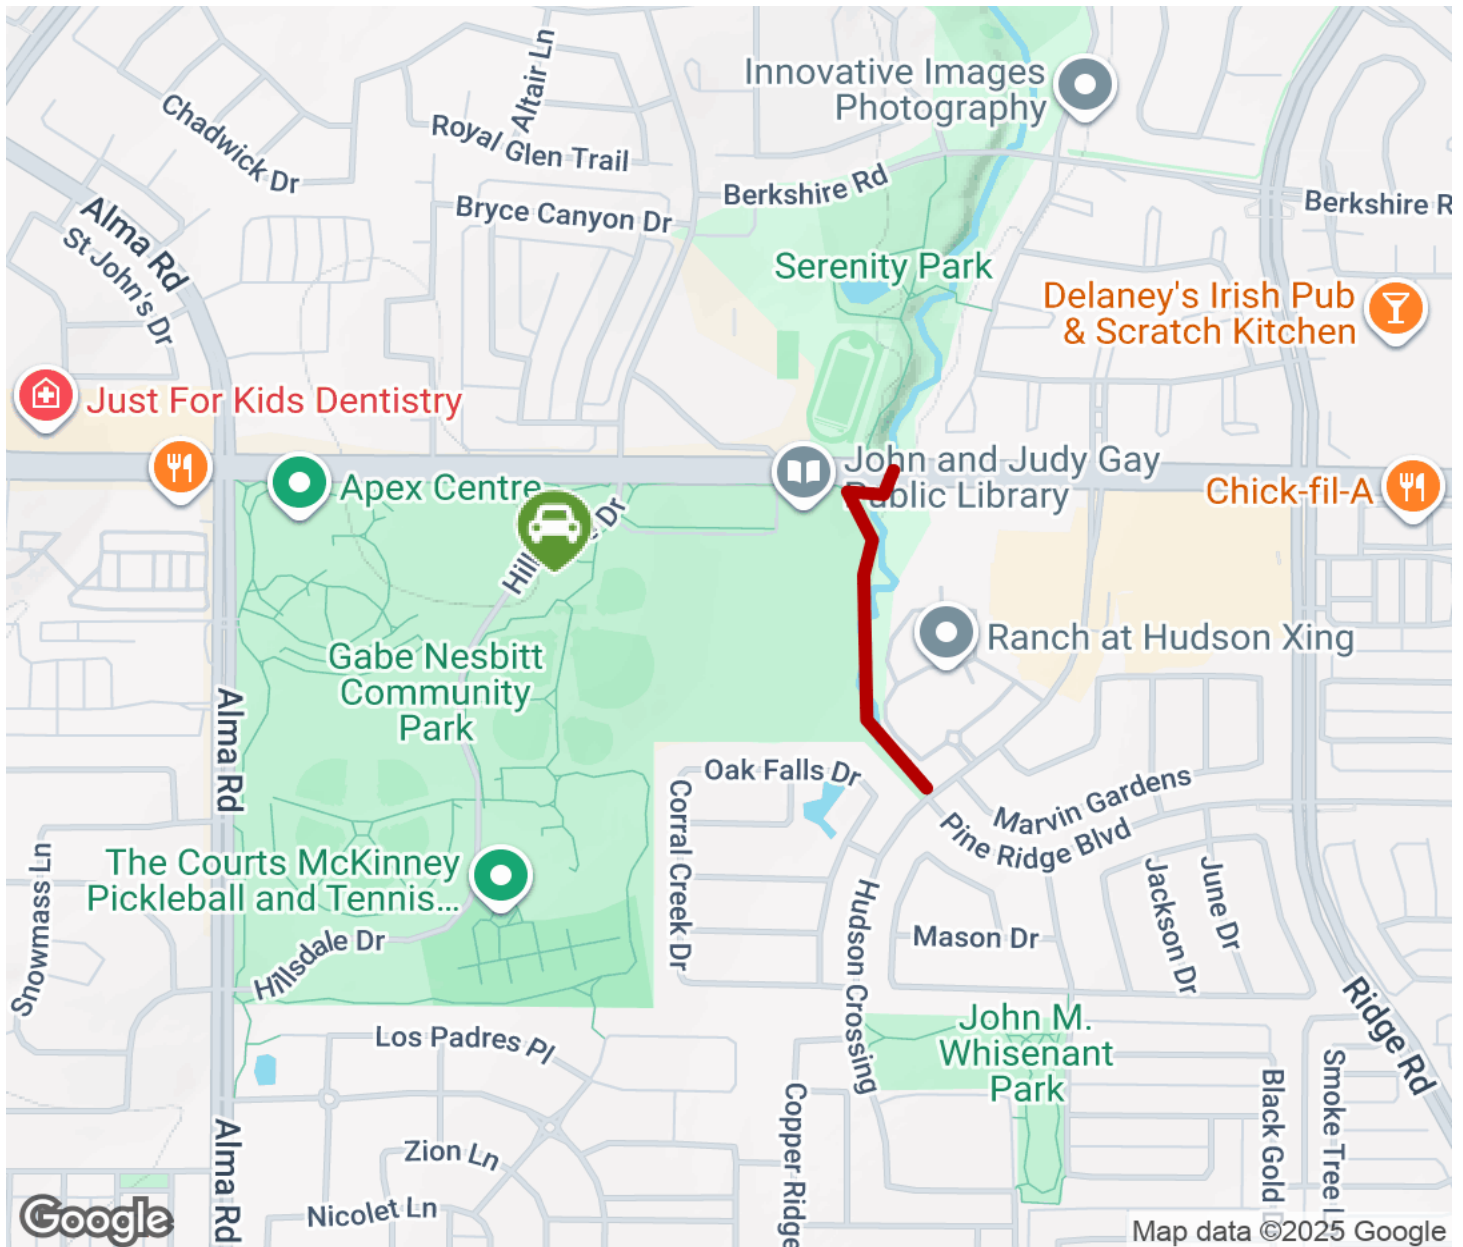 Altair Ln
Innovative Images
Photography
Chadwick Dr
Royal Glen Trail
Berkshire Rd
Berkshire R
Bryce Canyon Dr
Alma Rd
St John's Dr
Serenity Park
Delaney's Irish Pub
& Scratch Kitchen
Just For Kids Dentistry
John and Judy Gay
Public Library
Apex Centre
Chick-fil-A
Ranch at Hudson Xing
Gabe Nesbitt
Community
Park
Alma Rd
Oak Falls Dr
Corral Creek Dr
Marvin Gardens
Pine Ridge Blvd
The Courts McKinney
Pickleball and Tennis...
Snowmass Ln
Hudson Crossing
Jackson Dr
June Dr
Mason Dr
Hillsdale Dr
Ridge Rd
Los Padres Pl
John M.
Whisenant
Park
Copper Ridge
Black Gold
Smoke Tree L
Alma Rd
Zion Ln
Nicolet Ln
Google
Map data ©2025 Google